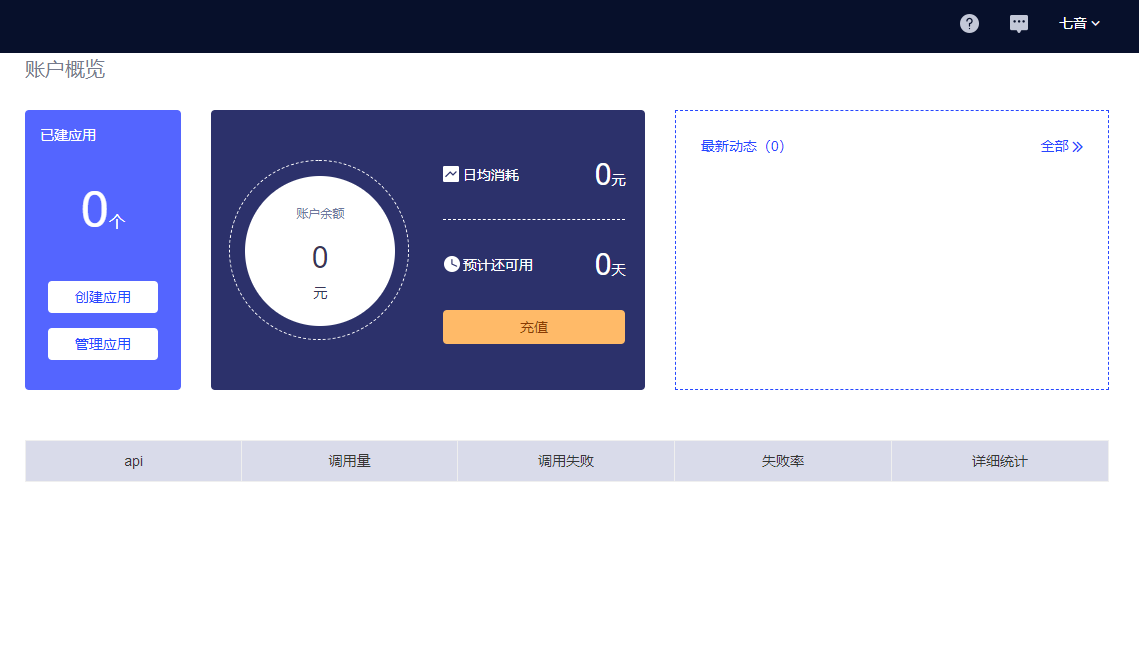 ?
七音
账户概览
已建应用
0个
创建应用
管理应用
账户余额
0
元
日均消耗
0元
预计还可用
0天
充值
最新动态（0）
全部
api 调用量 调用失败 失败率 详细统计